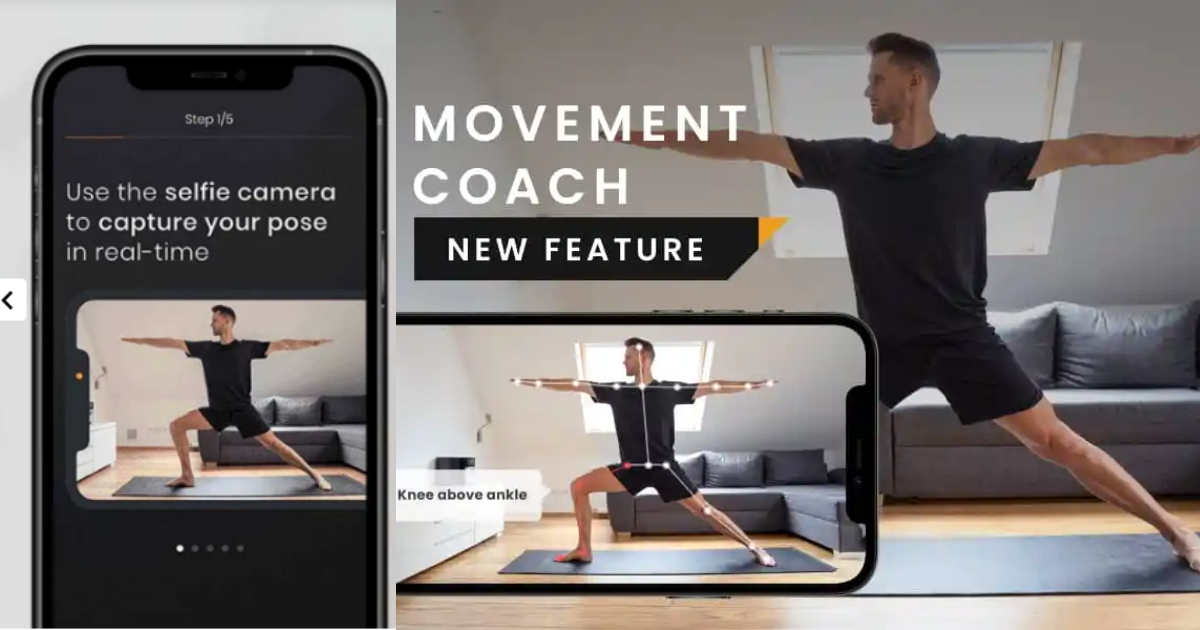 Step 1/5
Use the selfie camera
to capture your pose
in real-time
MOVEMENT
COACH
NEW FEATURE
Knee above ankle